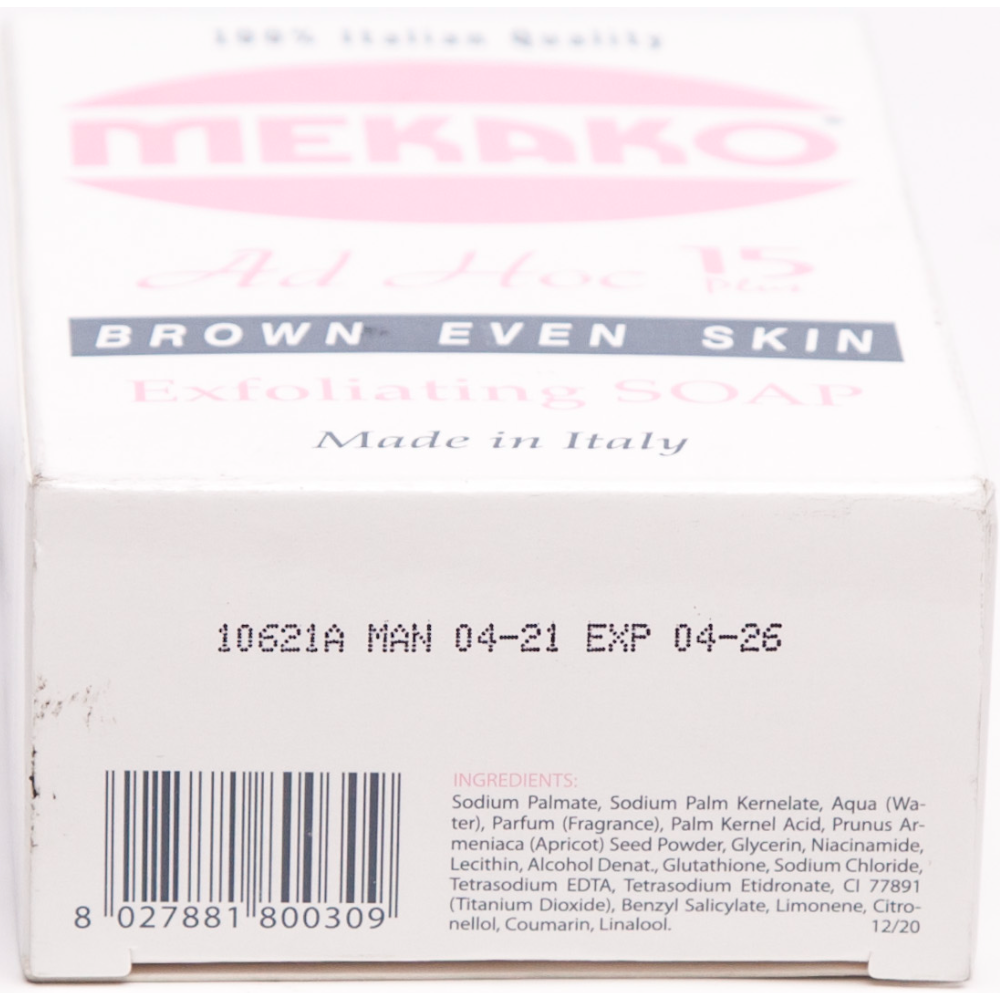 100% Italian Quality
MEKAKO
Ad Hoc 15
Plus
BROWN EVEN SKIN
Exfoliating SOAP
Made in Italy
10621A MAN 04-21 EXP 04-26
INGREDIENTS:
Sodium Palmate, Sodium Palm Kernelate, Aqua (Wa-
ter), Parfum (Fragrance), Palm Kernel Acid, Prunus Ar-
meniaca (Apricot) Seed Powder, Glycerin, Niacinamide,
Lecithin, Alcohol Denat., Glutathione, Sodium Chloride,
Tetrasodium EDTA, Tetrasodium Etidronate, CI 77891
(Titanium Dioxide), Benzyl Salicylate, Limonene, Citro-
nellol, Coumarin, Linalool. 12/20
8 027881 800309